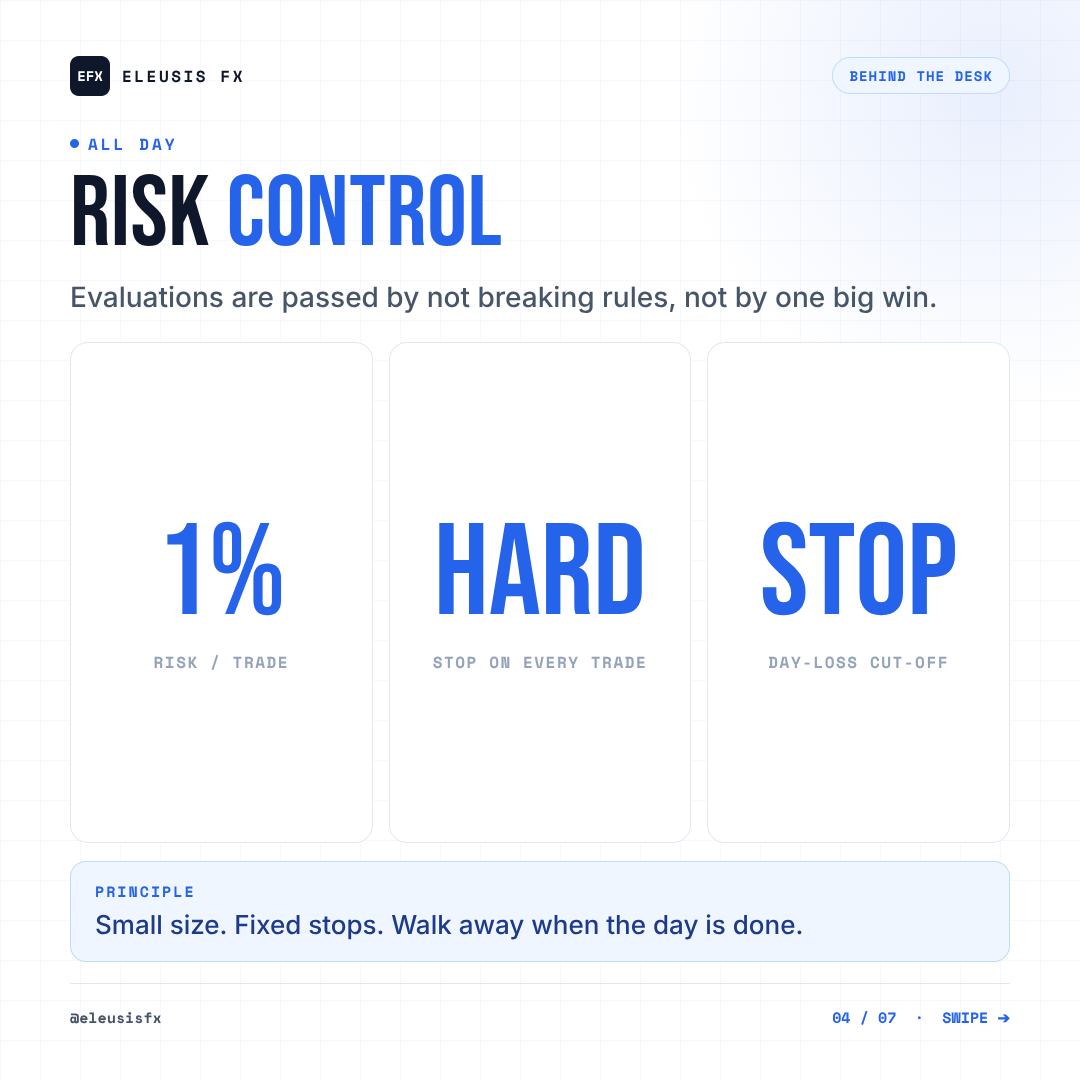 EFX ELEUSIS FX
BEHIND THE DESK
ALL DAY
RISK CONTROL
Evaluations are passed by not breaking rules, not by one big win.
1%
RISK / TRADE
HARD
STOP ON EVERY TRADE
STOP
DAY-LOSS CUT-OFF
PRINCIPLE
Small size. Fixed stops. Walk away when the day is done.
@eleusisfx
04 / 07 · SWIPE ➔